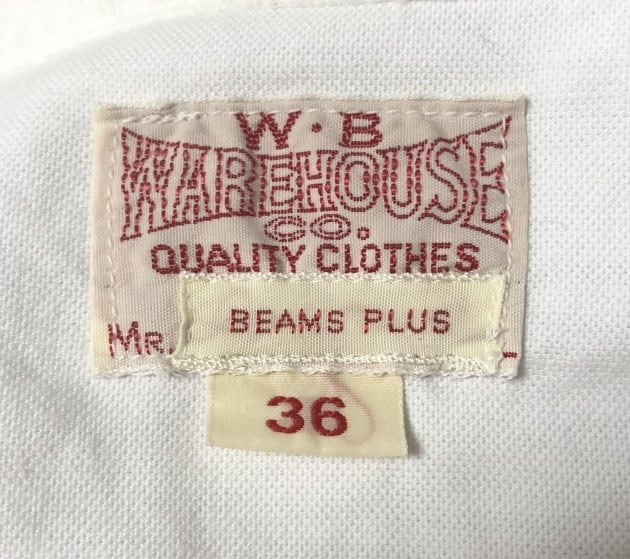 W·B
WAREHOUSE
CO.
QUALITY CLOTHES
BEAMS PLUS
MR.
36